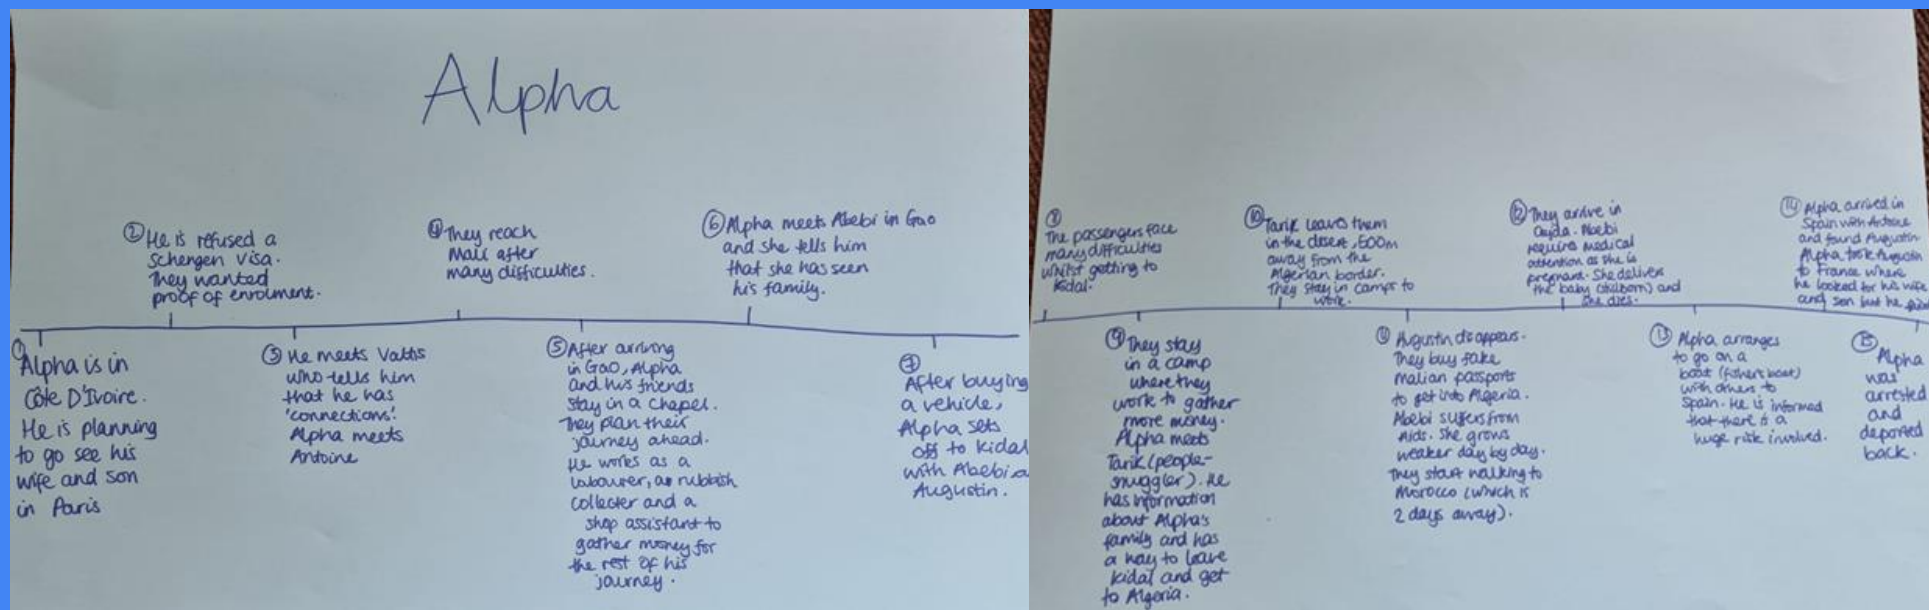 Alpha
① Alpha is in
Côte D'Ivoire.
He is planning
to go see his
wife and son
in Paris
② He is refused a
Schengen Visa.
They wanted
proof of enrolment.
③ He meets
who tells him
that he has
'connections'.
Alpha meets
Antoine
④ They reach
Mali after
many difficulties.
⑤ After arriving
in Gao, Alpha
and his friends
stay in a chapel.
They plan their
journey ahead.
He works as a
labourer, a rubbish
collecter and a
shop assistant to
gather money for
the rest of his
journey.
⑥ Alpha meets Abebi in Gao
and she tells him
that she has seen
his family.
⑦
After buying
a vehicle,
Alpha sets
off to Kidal
with Abebi
Augustin.
⑧
The passengers face
many difficulties
whilst getting to
Kidal.
⑨ They stay
in a camp
where they
work to gather
more money.
Alpha meets
Tarik (people-
smuggler). He
has information
about Alpha's
family and has
a way to leave
Kidal and get
to Algeria.
⑩ Tarik leaves them
in the desert, 500m
away from the
Algerian border.
They stay in camps to
work.
⑪ Augustin disappears.
They buy fake
Malian passports
to get into Algeria.
Abebi suffers from
Aids. She grows
weaker day by day.
They start walking to
Morocco (which is
2 days away).
⑫ They arrive in
Oujda. Abebi
requires medical
attention as she is
pregnant. She delivers
the baby (stilborn) and
she dies.
⑬ Alpha arranges
to go on a
boat (fishers boat)
with others to
Spain. He is informed
that there is a
huge risk involved.
⑭ Alpha arrived in
Spain with Antoine
and found Augustin
Alpha took Augustin
to France where
he looked for his wife
and son but he
⑮ Alpha
was
arrested
and
deported
back.